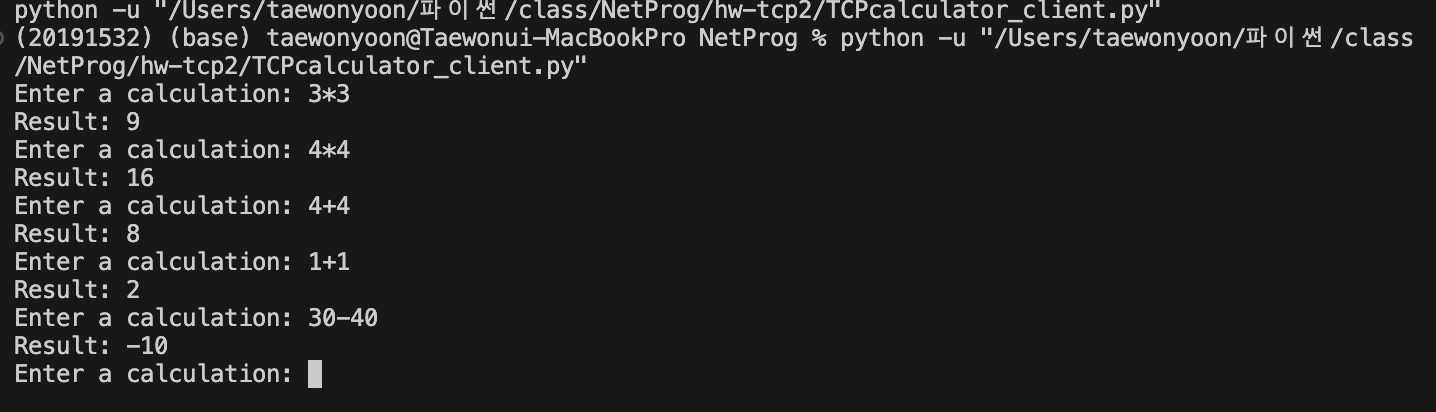 python -u "/Users/taewonyoon/파이썬/class/NetProg/hw-tcp2/TCPcalculator_client.py"
(20191532) (base) taewonyoon@Taewonui-MacBookPro NetProg % python -u "/Users/taewonyoon/파이썬/class
/NetProg/hw-tcp2/TCPcalculator_client.py"
Enter a calculation: 3*3
Result: 9
Enter a calculation: 4*4
Result: 16
Enter a calculation: 4+4
Result: 8
Enter a calculation: 1+1
Result: 2
Enter a calculation: 30-40
Result: -10
Enter a calculation: